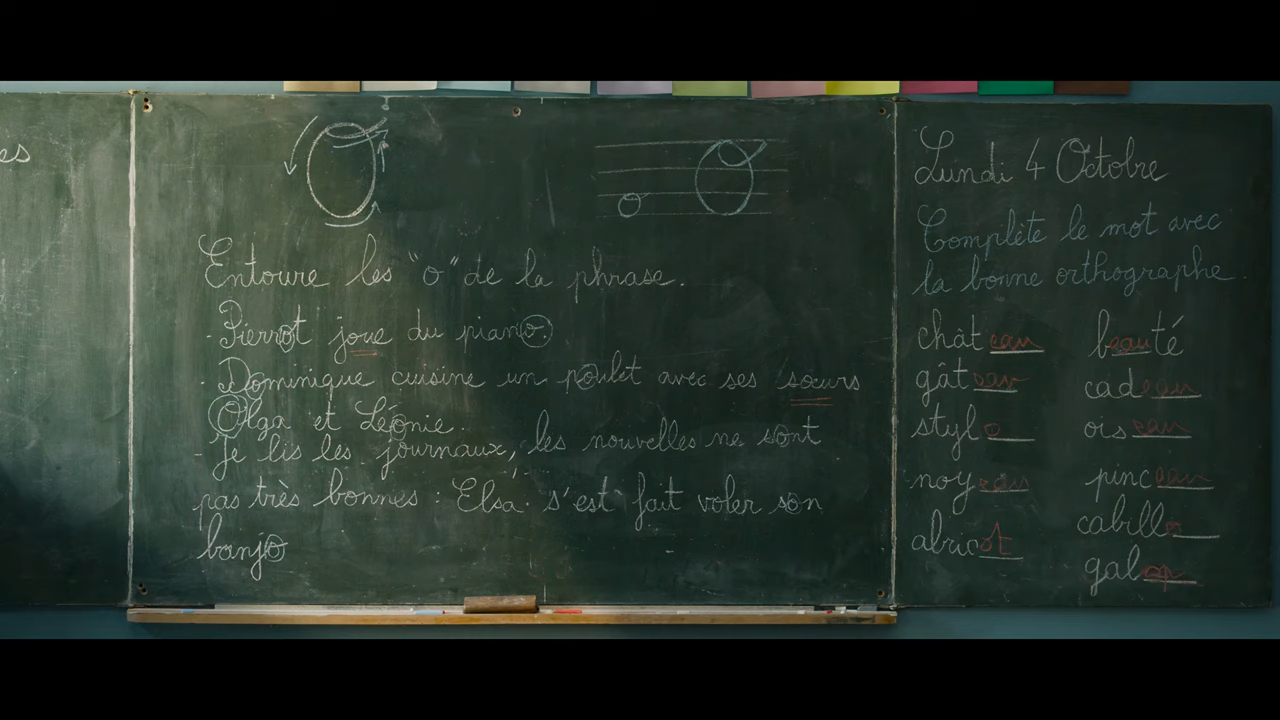 es
Entoure les "o" de la phrase.
- Pierrot joue du piano.
- Dominique cuisine un poulet avec ses sœurs
Olga et Léonie.
- Je lis les journaux, les nouvelles ne sont
pas très bonnes : Elsa s'est fait voler son
banjo
Lundi 4 Octobre
Complète le mot avec
la bonne orthographe.
château
gâteau
stylo
noyau
abricot
beauté
cadeau
oiseau
pinceau
cabillo
galop